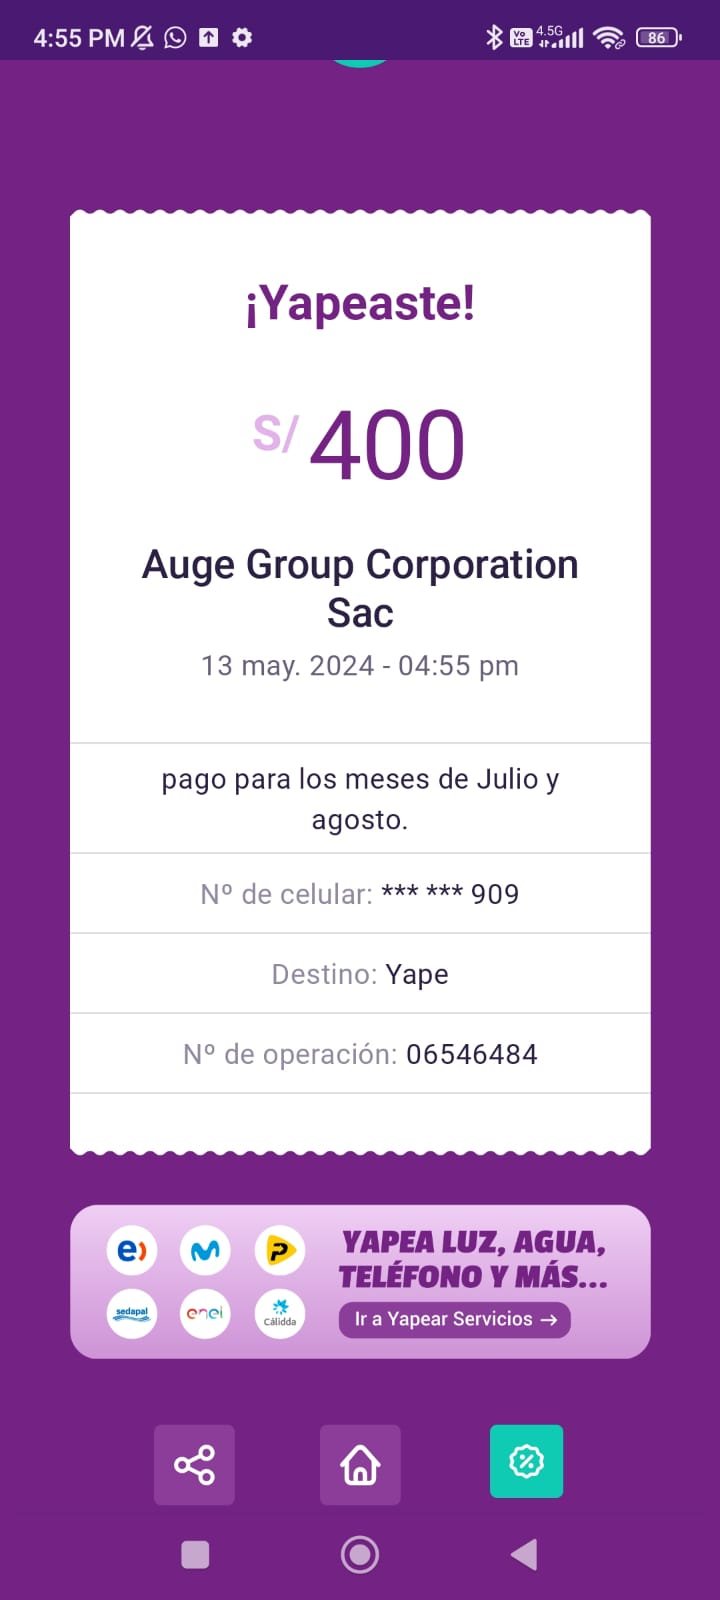 4:55 PM
Vo LTE 4.5G 86
¡Yapeaste!
S/ 400
Auge Group Corporation
Sac
13 may. 2024 - 04:55 pm
pago para los meses de Julio y
agosto.
Nº de celular: *** *** 909
Destino: Yape
Nº de operación: 06546484
YAPEA LUZ, AGUA,
TELÉFONO Y MÁS...
Ir a Yapear Servicios →
e) P
sedapal enel Cálidda